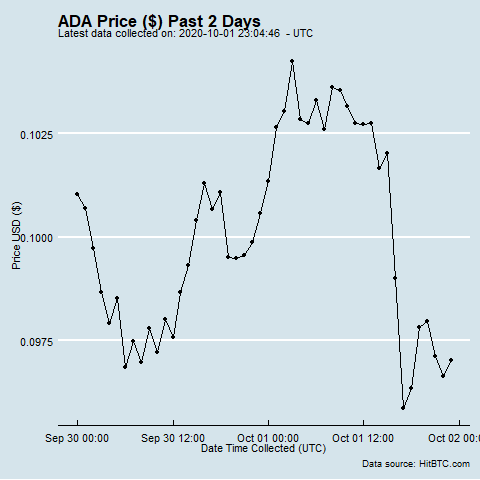 ADA Price ($) Past 2 Days
Latest data collected on: 2020-10-01 23:04:46 - UTC
Price USD ($)
0.1025
0.1000
0.0975
Sep 30 00:00
Sep 30 12:00
Oct 01 00:00
Oct 01 12:00
Oct 02 00:0
Date Time Collected (UTC)
Data source: HitBTC.com